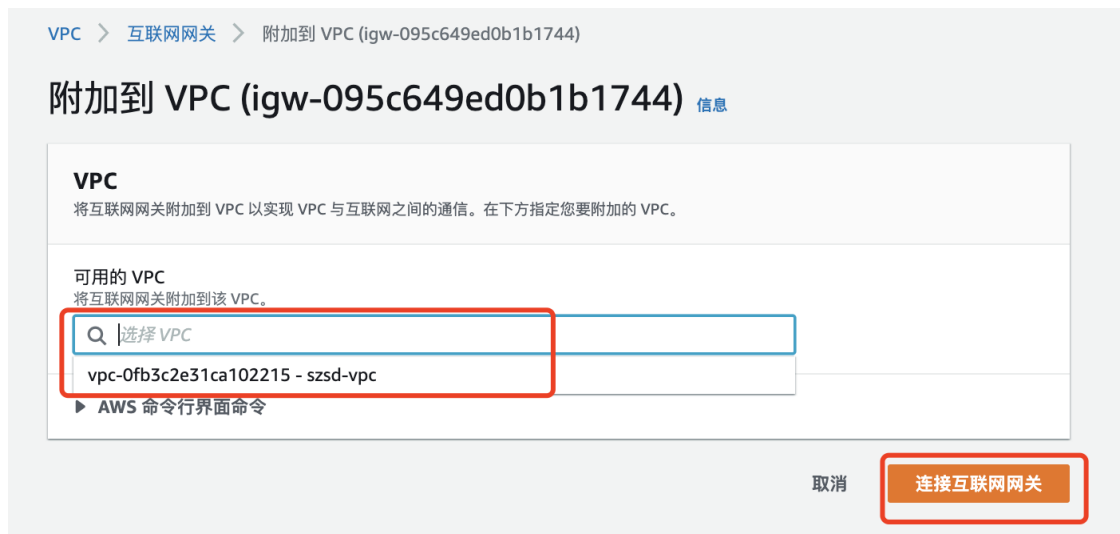 VPC > 互联网网关 > 附加到 VPC (igw-095c649ed0b1b1744)
附加到 VPC (igw-095c649ed0b1b1744) 信息
VPC
将互联网网关附加到 VPC 以实现 VPC 与互联网之间的通信。在下方指定您要附加的 VPC。
可用的 VPC
将互联网网关附加到该 VPC。
选择 VPC
vpc-0fb3c2e31ca102215 - szsd-vpc
AWS 命令行界面命令
取消 连接互联网网关